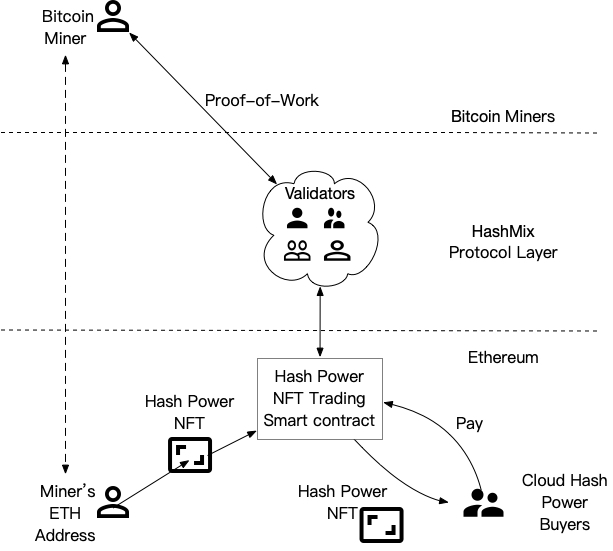 Bitcoin
Miner
Proof-of-Work
Bitcoin Miners
Validators
HashMix
Protocol Layer
Ethereum
Hash Power
NFT Trading
Smart contract
Hash Power
NFT
Pay
Miner's
ETH
Address
Hash Power
NFT
Cloud Hash
Power
Buyers